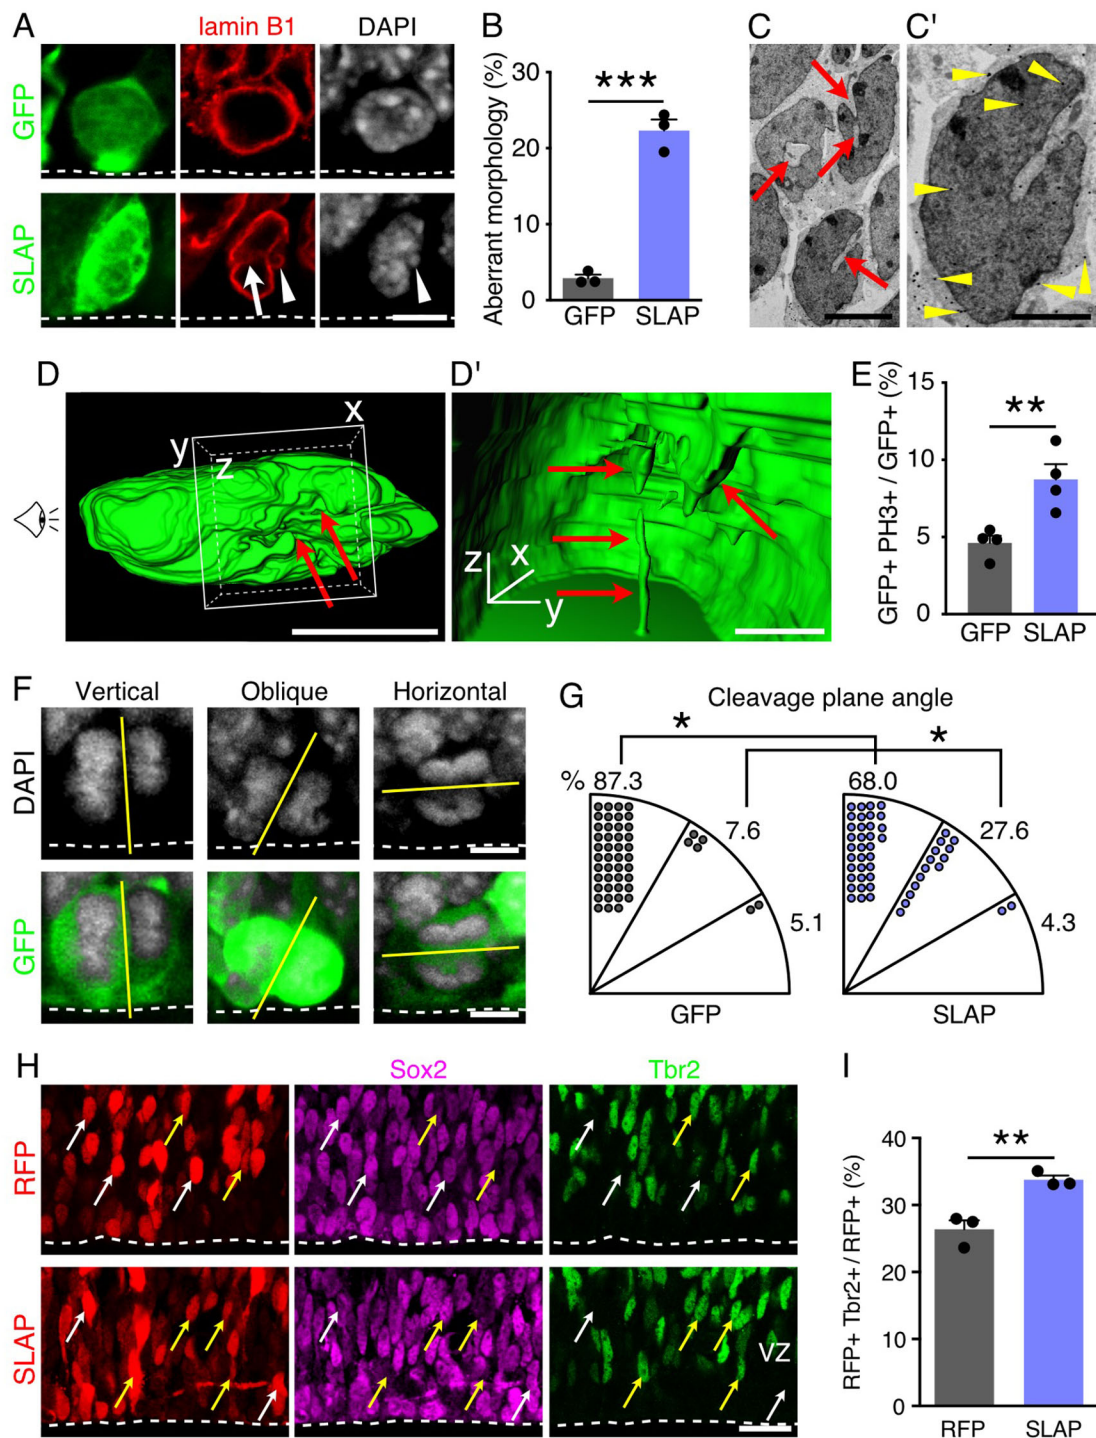 A
lamin B1
DAPI
GFP
SLAP
B
Aberrant morphology (%)
30
20
10
0
***
GFP
SLAP
C
C'
D
x
y
z
D'
z
x
y
E
GFP+ PH3+ / GFP+ (%)
15
10
5
0
**
GFP
SLAP
F
Vertical
Oblique
Horizontal
DAPI
GFP
G
Cleavage plane angle
*
*
% 87.3
7.6
5.1
GFP
68.0
27.6
4.3
SLAP
H
Sox2
Tbr2
RFP
SLAP
VZ
I
RFP+ Tbr2+ / RFP+ (%)
40
30
20
10
0
**
RFP
SLAP